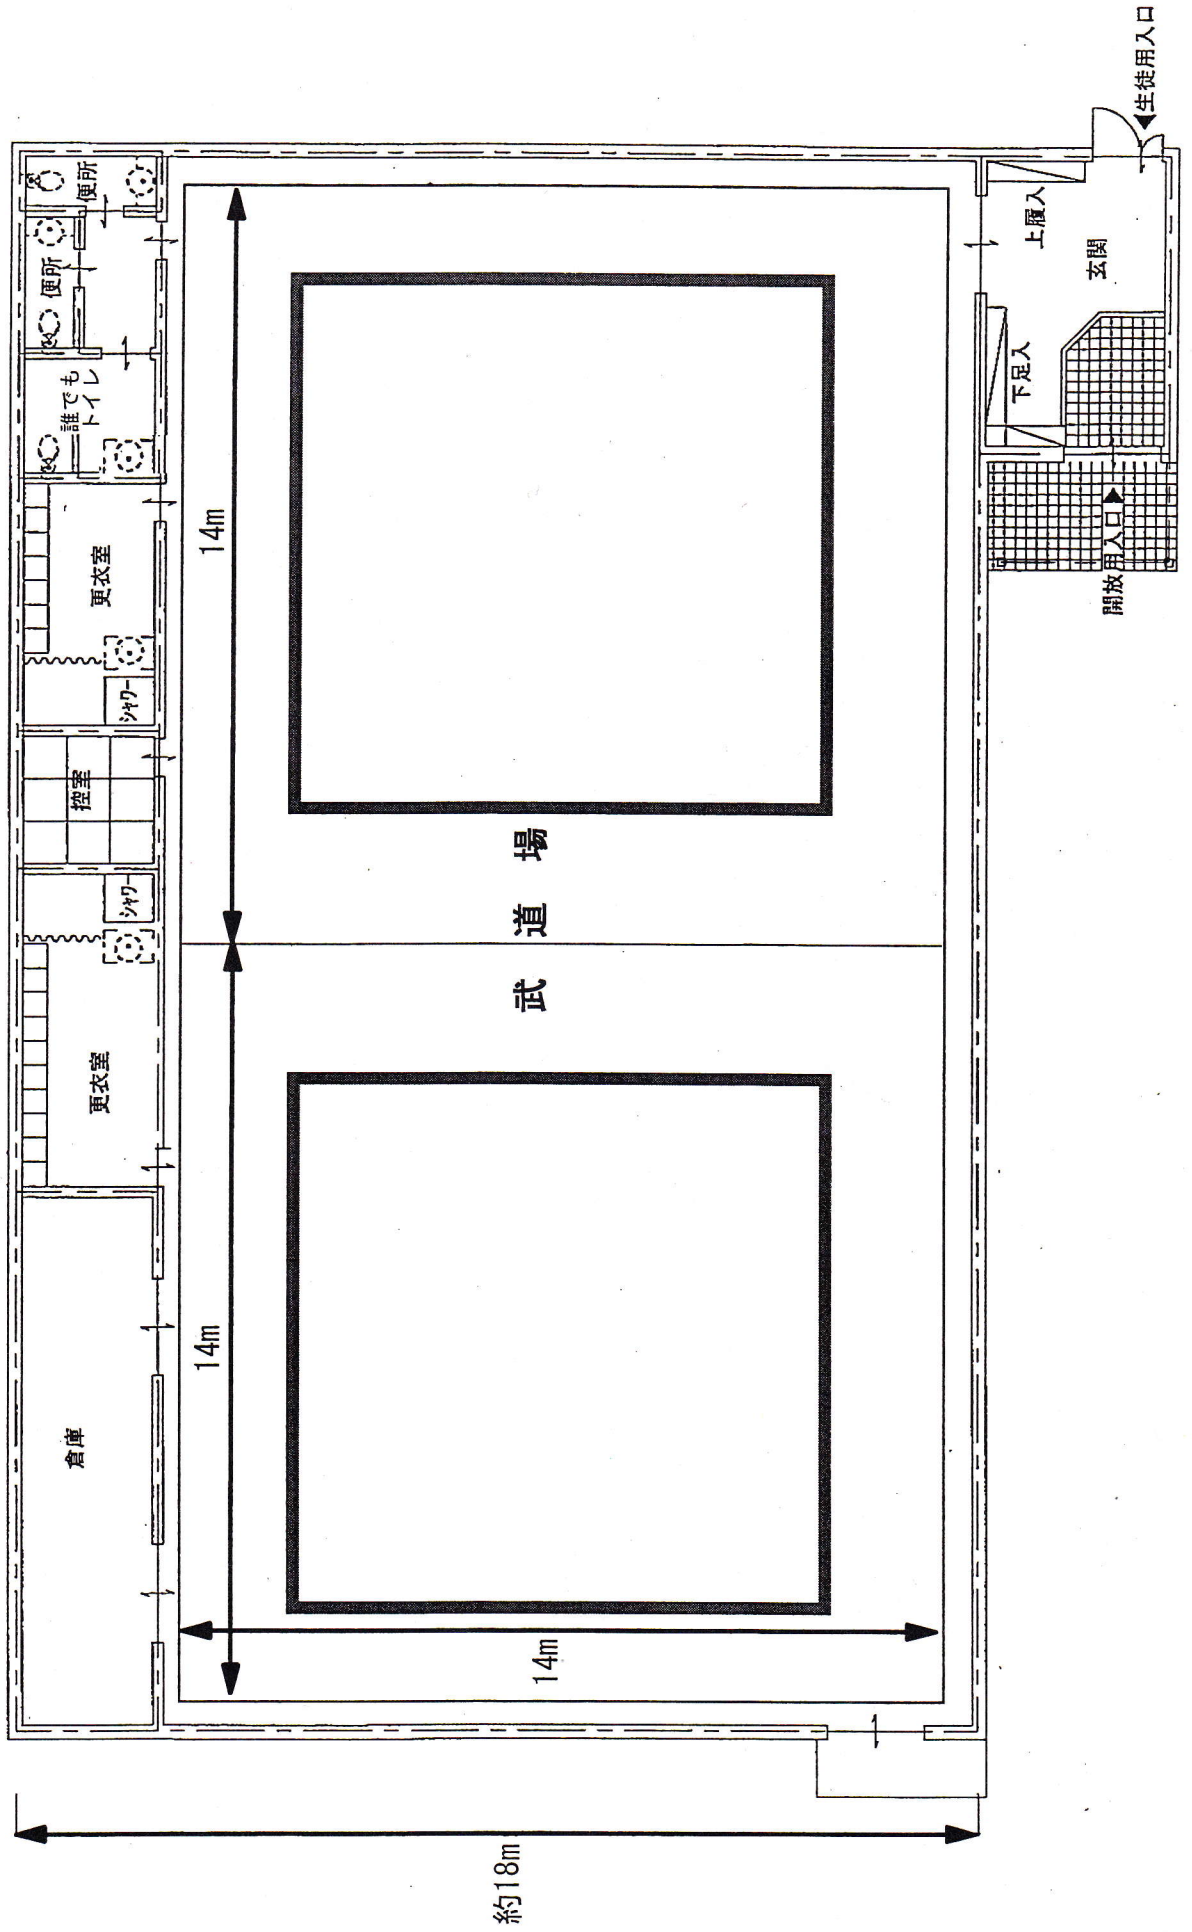 倉庫
更衣室
シャワー
控室
シャワー
更衣室
誰でも
トイレ
便所
便所
14m
14m
14m
武道場
約18m
下足入
上履入
玄関
開放用入口▶
◀生徒用入口